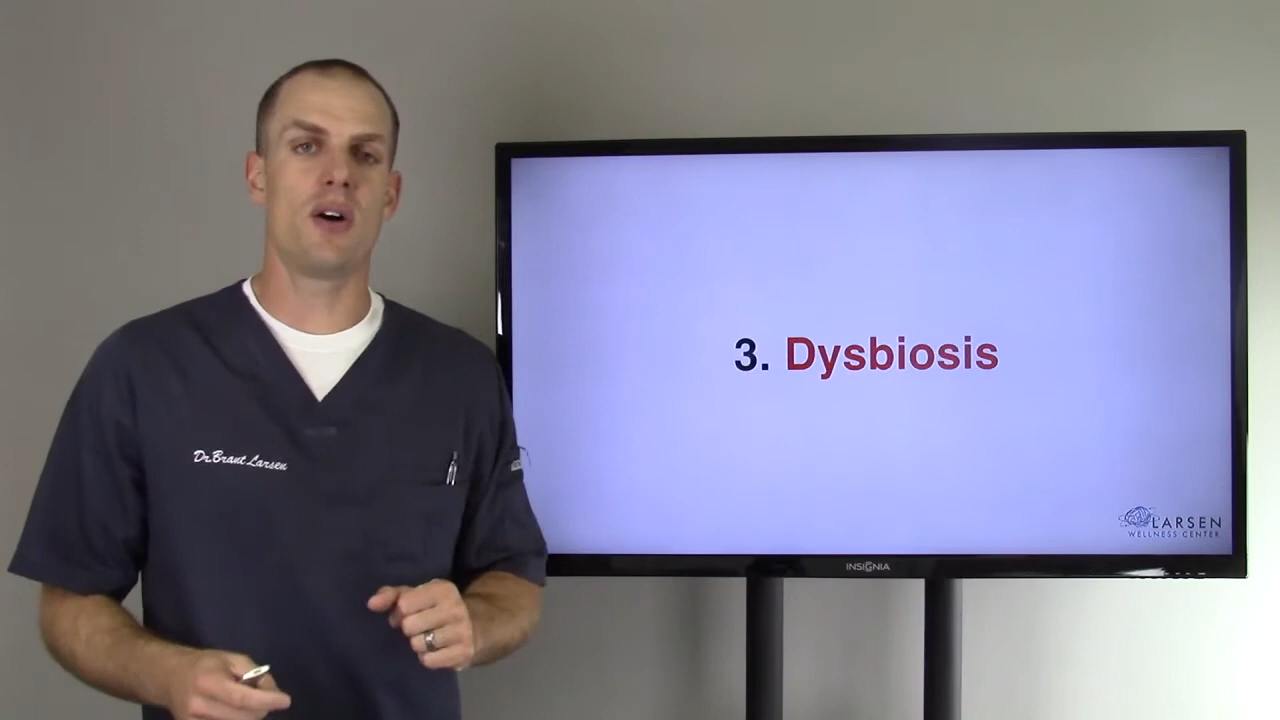 3. Dysbiosis
Dr. Brant Larsen
LARSEN
WELLNESS CENTER
INSIGNIA